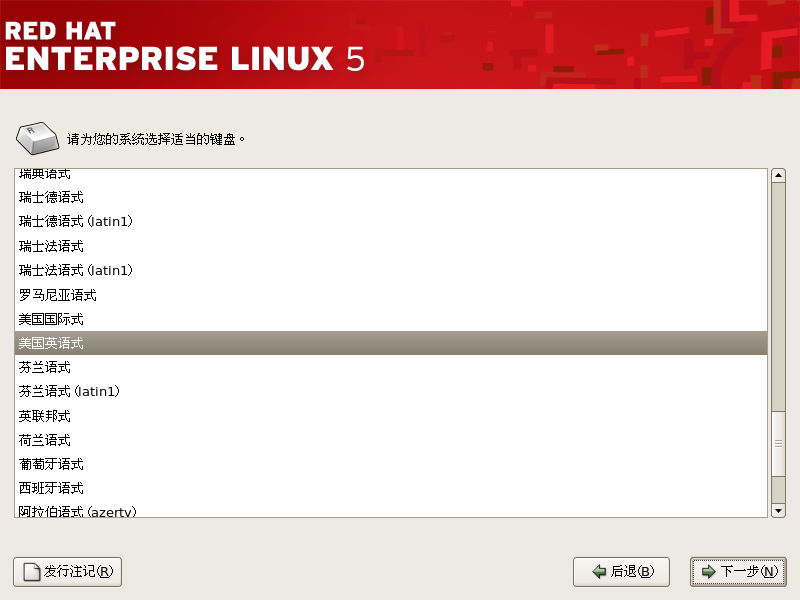 RED HAT
ENTERPRISE LINUX 5
R
请为您的系统选择适当的键盘。
瑞典语式
瑞士德语式
瑞士德语式 (latin1)
瑞士法语式
瑞士法语式 (latin1)
罗马尼亚语式
美国国际式
美国英语式
芬兰语式
芬兰语式 (latin1)
英联邦式
荷兰语式
葡萄牙语式
西班牙语式
阿拉伯语式 (azerty)
发行注记(R)
后退(B)
下一步(N)